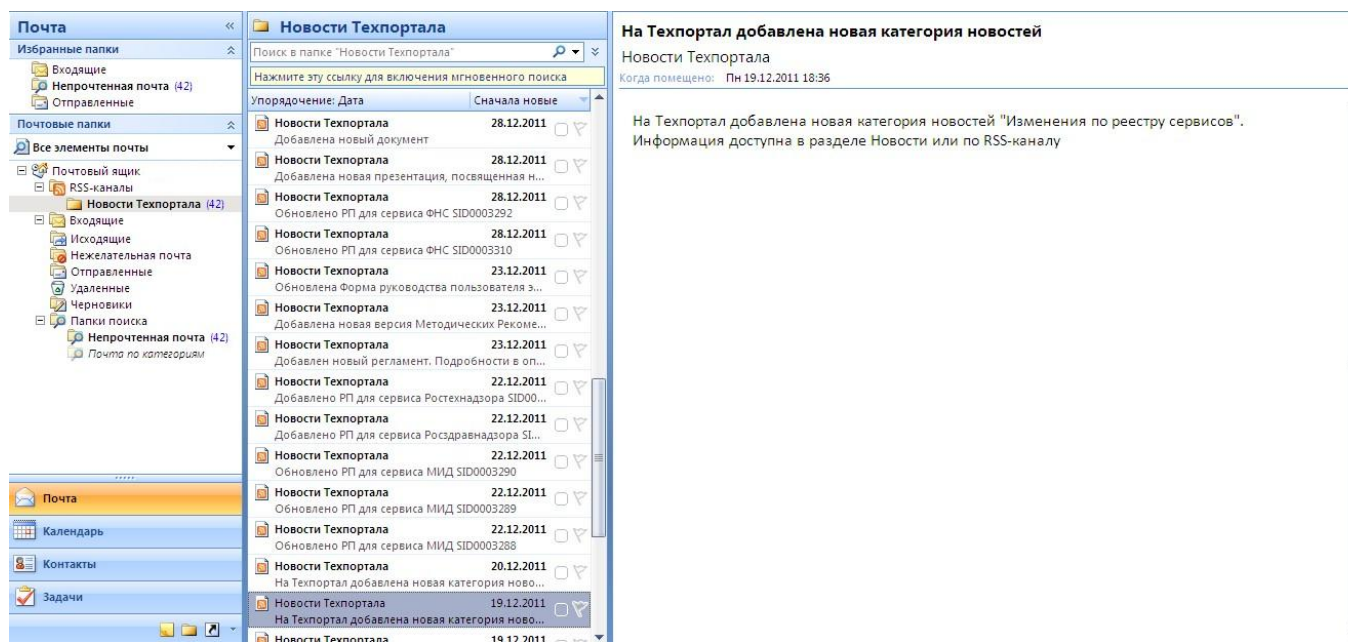 Почта
Избранные папки
Входящие
Непрочтенная почта (42)
Отправленные
Почтовые папки
Все элементы почты
Почтовый ящик
RSS-каналы
Новости Техпортала (42)
Входящие
Исходящие
Нежелательная почта
Отправленные
Удаленные
Черновики
Папки поиска
Непрочтенная почта (42)
Почта по категориям
Почта
Календарь
Контакты
Задачи
Новости Техпортала
Поиск в папке "Новости Техпортала"
Нажмите эту ссылку для включения мгновенного поиска
Упорядочение: Дата Сначала новые
Новости Техпортала 28.12.2011
Добавлена новый документ
Новости Техпортала 28.12.2011
Добавлена новая презентация, посвященная н...
Новости Техпортала 28.12.2011
Обновлено РП для сервиса ФНС SID0003292
Новости Техпортала 28.12.2011
Обновлено РП для сервиса ФНС SID0003310
Новости Техпортала 23.12.2011
Обновлена Форма руководства пользователя э...
Новости Техпортала 23.12.2011
Добавлена новая версия Методических Рекоме...
Новости Техпортала 23.12.2011
Добавлен новый регламент. Подробности в оп...
Новости Техпортала 22.12.2011
Добавлено РП для сервиса Ростехнадзора SID00...
Новости Техпортала 22.12.2011
Добавлено РП для сервиса Росздравнадзора SI...
Новости Техпортала 22.12.2011
Обновлено РП для сервиса МИД SID0003290
Новости Техпортала 22.12.2011
Обновлено РП для сервиса МИД SID0003289
Новости Техпортала 22.12.2011
Обновлено РП для сервиса МИД SID0003288
Новости Техпортала 20.12.2011
На Техпортал добавлена новая категория ново...
Новости Техпортала 19.12.2011
На Техпортал добавлена новая категория ново...
Новости Техпортала 19.12.2011
На Техпортал добавлена новая категория новостей
Новости Техпортала
Когда помещено: Пн 19.12.2011 18:36
На Техпортал добавлена новая категория новостей "Изменения по реестру сервисов".
Информация доступна в разделе Новости или по RSS-каналу